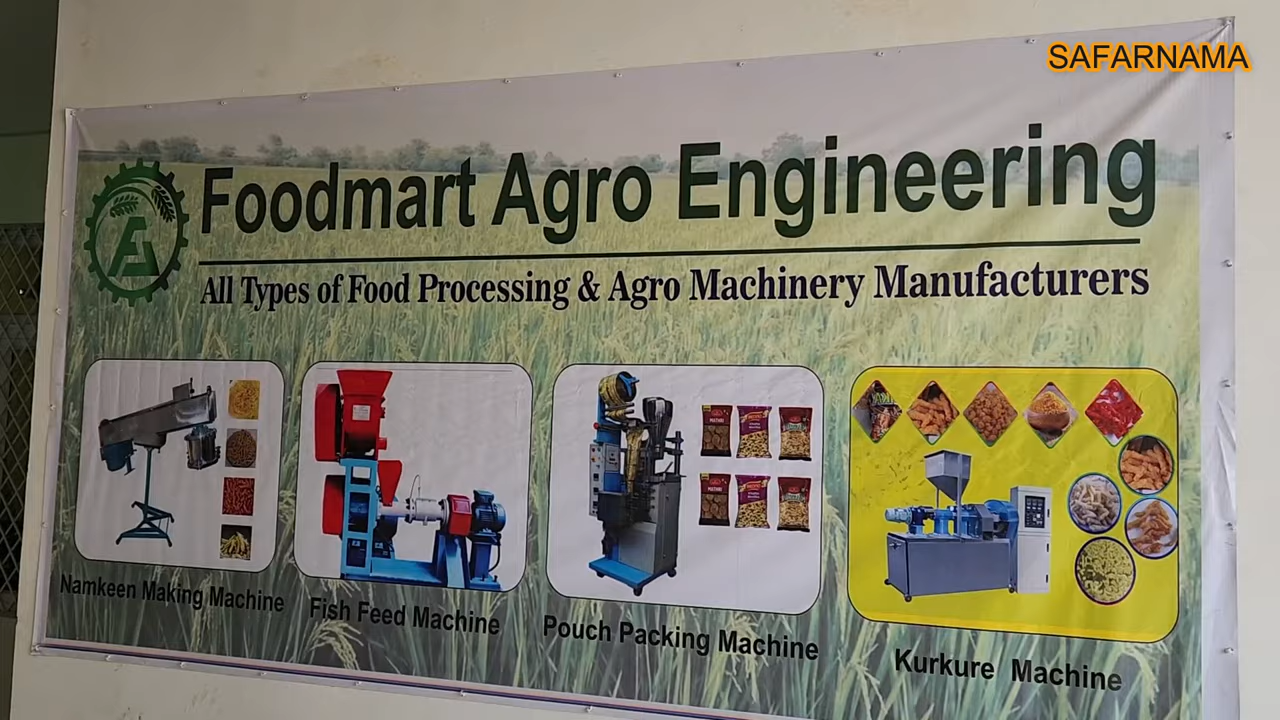 SAFARNAMA
Foodmart Agro Engineering
All Types of Food Processing & Agro Machinery Manufacturers
Namkeen Making Machine
Fish Feed Machine
Pouch Packing Machine
Kurkure Machine